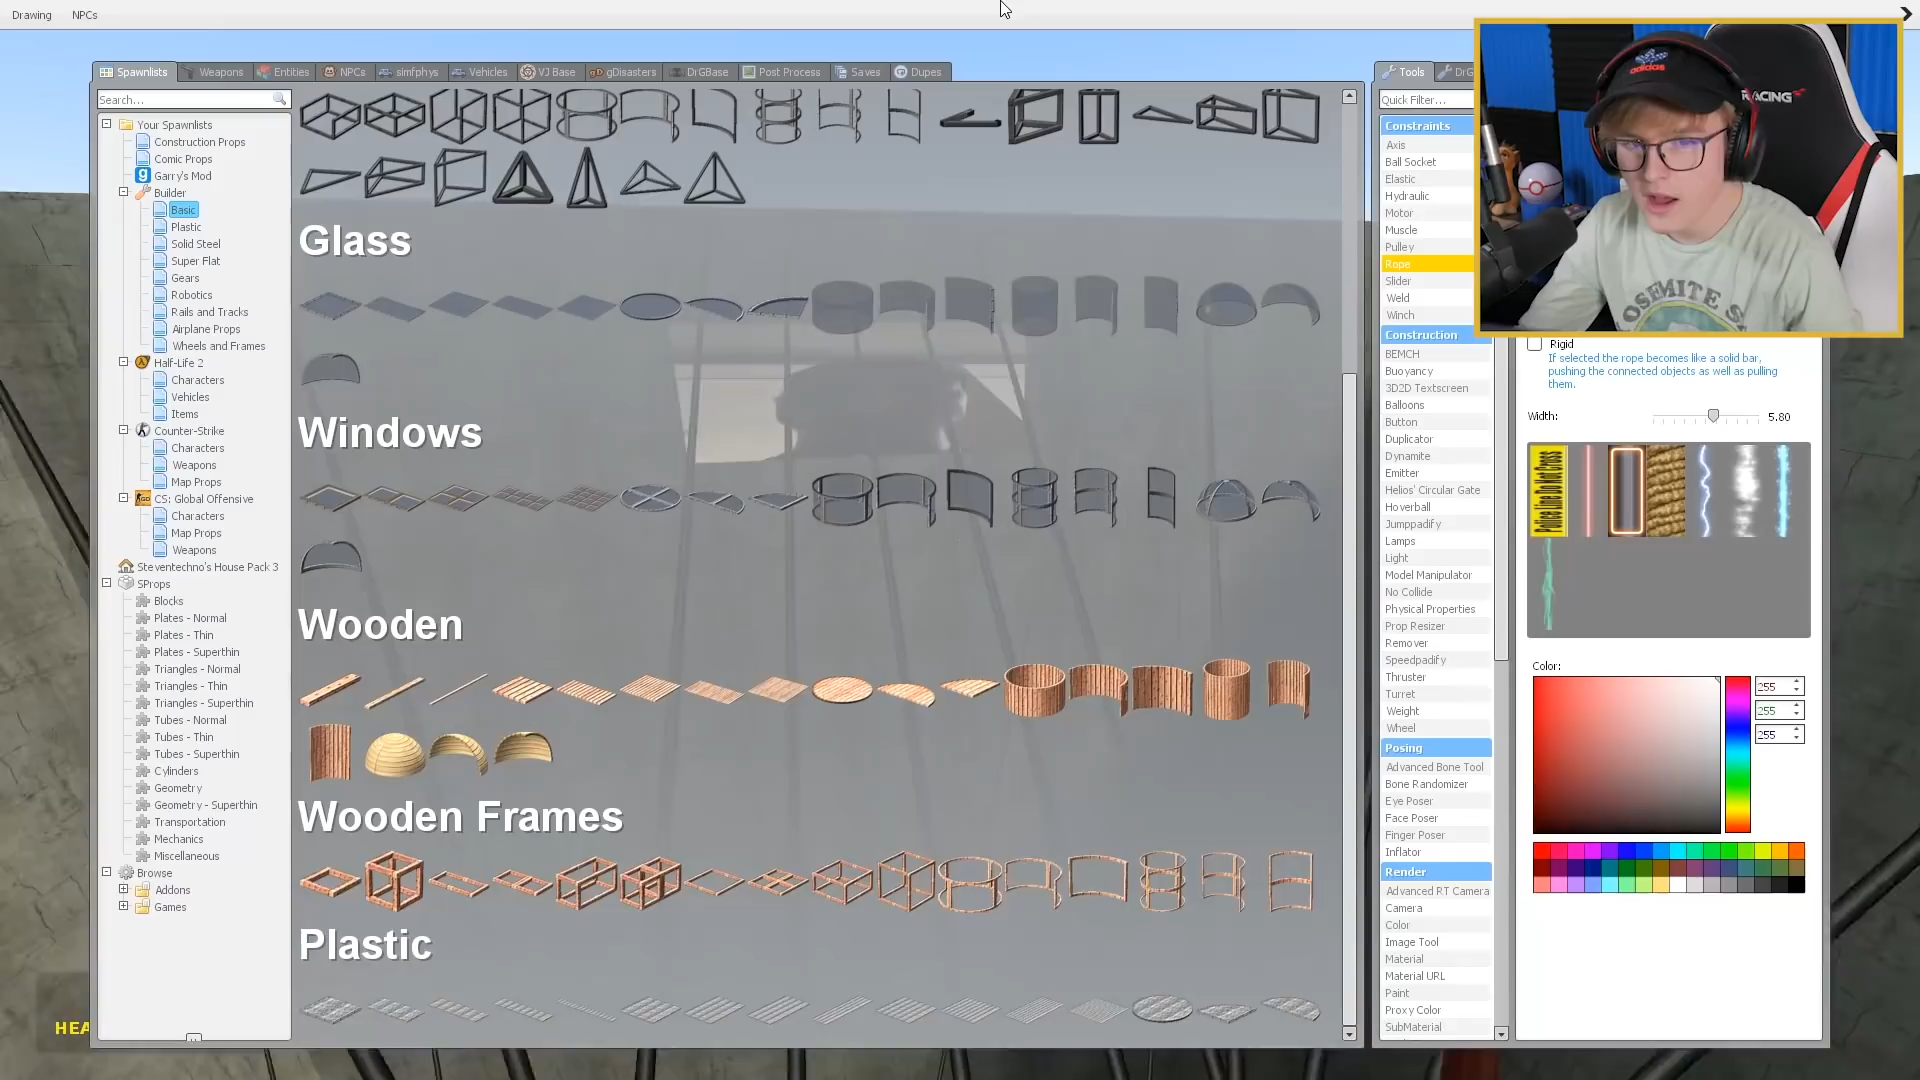 Drawing NPCs
Spawnlists Weapons Entities NPCs simfphys Vehicles VJ Base gDisasters DrGBase Post Process Saves Dupes
Search...
Your Spawnlists
Construction Props
Comic Props
Garry's Mod
Builder
Basic
Plastic
Solid Steel
Super Flat
Gears
Robotics
Rails and Tracks
Airplane Props
Wheels and Frames
Half-Life 2
Characters
Vehicles
Items
Counter-Strike
Characters
Weapons
Map Props
CS: Global Offensive
Characters
Map Props
Weapons
Steventechno's House Pack 3
SProps
Blocks
Plates - Normal
Plates - Thin
Plates - Superthin
Triangles - Normal
Triangles - Thin
Triangles - Superthin
Tubes - Normal
Tubes - Thin
Tubes - Superthin
Cylinders
Geometry
Geometry - Superthin
Transportation
Mechanics
Miscellaneous
Browse
Addons
Games
HEA
Glass
Windows
Wooden
Wooden Frames
Plastic
Tools DrG
Quick Filter...
Constraints
Axis
Ball Socket
Elastic
Hydraulic
Motor
Muscle
Pulley
Rope
Slider
Weld
Winch
Construction
BEMCH
Buoyancy
3D2D Textscreen
Balloons
Button
Duplicator
Dynamite
Emitter
Helios' Circular Gate
Hoverball
Jumppadify
Lamps
Light
Model Manipulator
No Collide
Physical Properties
Prop Resizer
Remover
Speedpadify
Thruster
Turret
Weight
Wheel
Posing
Advanced Bone Tool
Bone Randomizer
Eye Poser
Face Poser
Finger Poser
Inflator
Render
Advanced RT Camera
Camera
Color
Image Tool
Material
Material URL
Paint
Proxy Color
SubMaterial
adidas
RACING
YOSEMITE
Rigid
If selected the rope becomes like a solid bar,
pushing the connected objects as well as pulling
them.
Width: 5.80
Police Line Do Not Cross
Color:
255
255
255